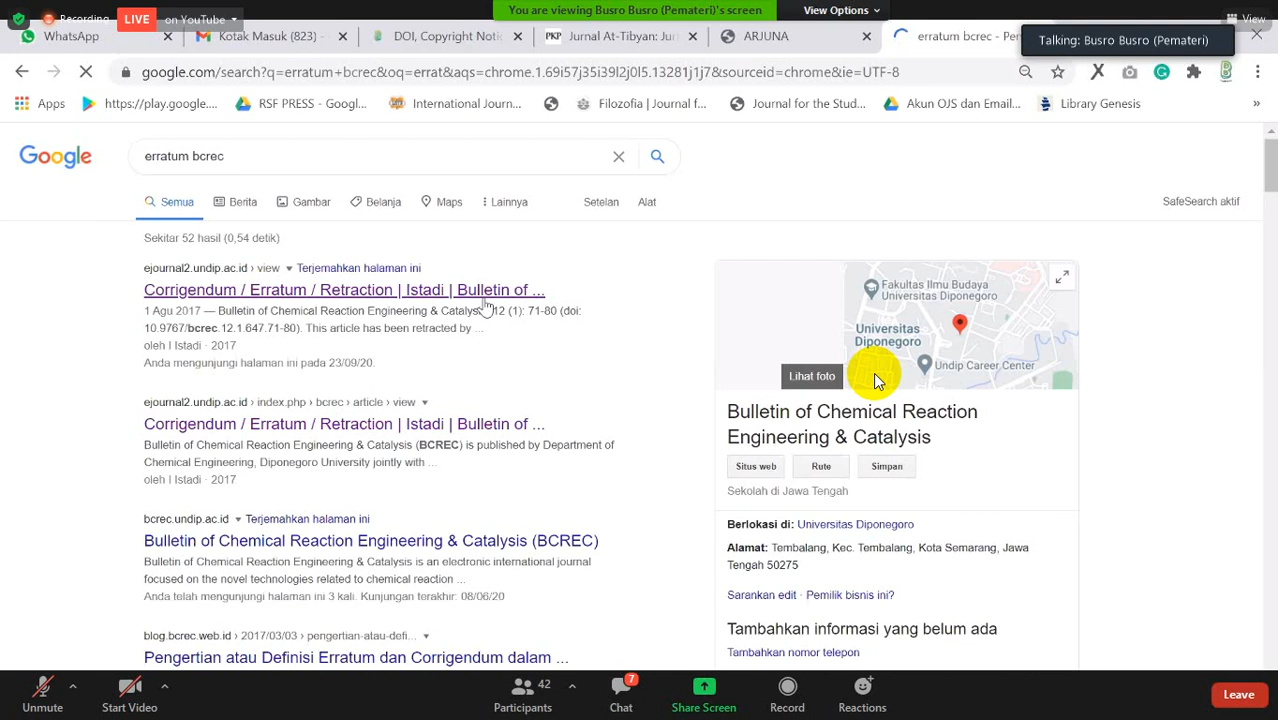 Recording
LIVE
on YouTube
You are viewing Busro Busro (Pemateri)'s screen
View Options
View
WhatsApp
Kotak Masuk (823) -
DOI, Copyright Notic
PKP
Jurnal At-Tibyan: Jurn
ARJUNA
erratum bcrec - Pen
Talking: Busro Busro (Pemateri)
google.com/search?q=erratum+bcrec&oq=errat&aqs=chrome.1.69i57j35i39l2j0l5.13281j1j7&sourceid=chrome&ie=UTF-8
Apps
https://play.google....
RSF PRESS - Googl...
International Journ...
Filozofia | Journal f...
Journal for the Stud...
Akun OJS dan Email...
Library Genesis
»
Google
erratum bcrec
Semua
Berita
Gambar
Belanja
Maps
Lainnya
Setelan
Alat
SafeSearch aktif
Sekitar 52 hasil (0,54 detik)
ejournal2.undip.ac.id › view
Terjemahkan halaman ini
Corrigendum / Erratum / Retraction | Istadi | Bulletin of ...
1 Agu 2017 — Bulletin of Chemical Reaction Engineering & Catalys 12 (1): 71-80 (doi:
10.9767/bcrec.12.1.647.71-80). This article has been retracted by ...
oleh I Istadi · 2017
Anda mengunjungi halaman ini pada 23/09/20.
ejournal2.undip.ac.id › index.php › bcrec › article › view
Corrigendum / Erratum / Retraction | Istadi | Bulletin of ...
Bulletin of Chemical Reaction Engineering & Catalysis (BCREC) is published by Department of
Chemical Engineering, Diponegoro University jointly with ...
oleh I Istadi · 2017
bcrec.undip.ac.id
Terjemahkan halaman ini
Bulletin of Chemical Reaction Engineering & Catalysis (BCREC)
Bulletin of Chemical Reaction Engineering & Catalysis is an electronic international journal
focused on the novel technologies related to chemical reaction ...
Anda telah mengunjungi halaman ini 3 kali. Kunjungan terakhir: 08/06/20
blog.bcrec.web.id › 2017/03/03 › pengertian-atau-defi...
Pengertian atau Definisi Erratum dan Corrigendum dalam ...
Fakultas Ilmu Budaya
Universitas Diponegoro
Universitas
Diponegoro
Undip Career Center
Lihat foto
Bulletin of Chemical Reaction
Engineering & Catalysis
Situs web
Rute
Simpan
Sekolah di Jawa Tengah
Berlokasi di: Universitas Diponegoro
Alamat: Tembalang, Kec. Tembalang, Kota Semarang, Jawa
Tengah 50275
Sarankan edit · Pemilik bisnis ini?
Tambahkan informasi yang belum ada
Tambahkan nomor telepon
Unmute
Start Video
42
Participants
7
Chat
Share Screen
Record
Reactions
Leave